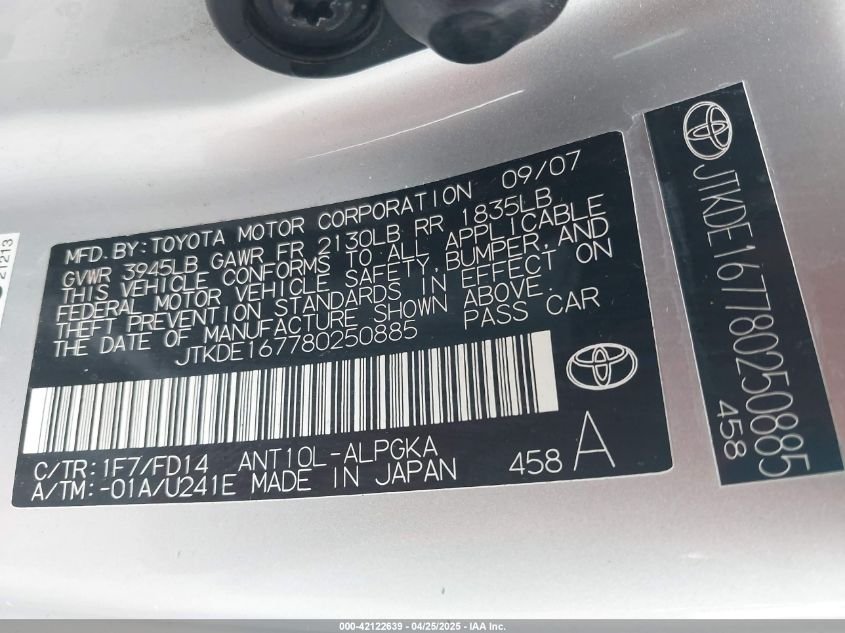 MFD. BY: TOYOTA MOTOR CORPORATION 09/07
GVWR 3945LB GAWR FR 2130LB RR 1835LB
THIS VEHICLE CONFORMS TO ALL APPLICABLE
FEDERAL MOTOR VEHICLE SAFETY, BUMPER, AND
THEFT PREVENTION STANDARDS IN EFFECT ON
THE DATE OF MANUFACTURE SHOWN ABOVE.
JTKDE167780250885 PASS CAR
C/TR: 1F7/FD14 ANT10L-ALPGKA
A/TM: -01A/U241E MADE IN JAPAN 458 A
JTKDE167780250885
458
21213
000-42122639 - 04/25/2025 - IAA Inc.